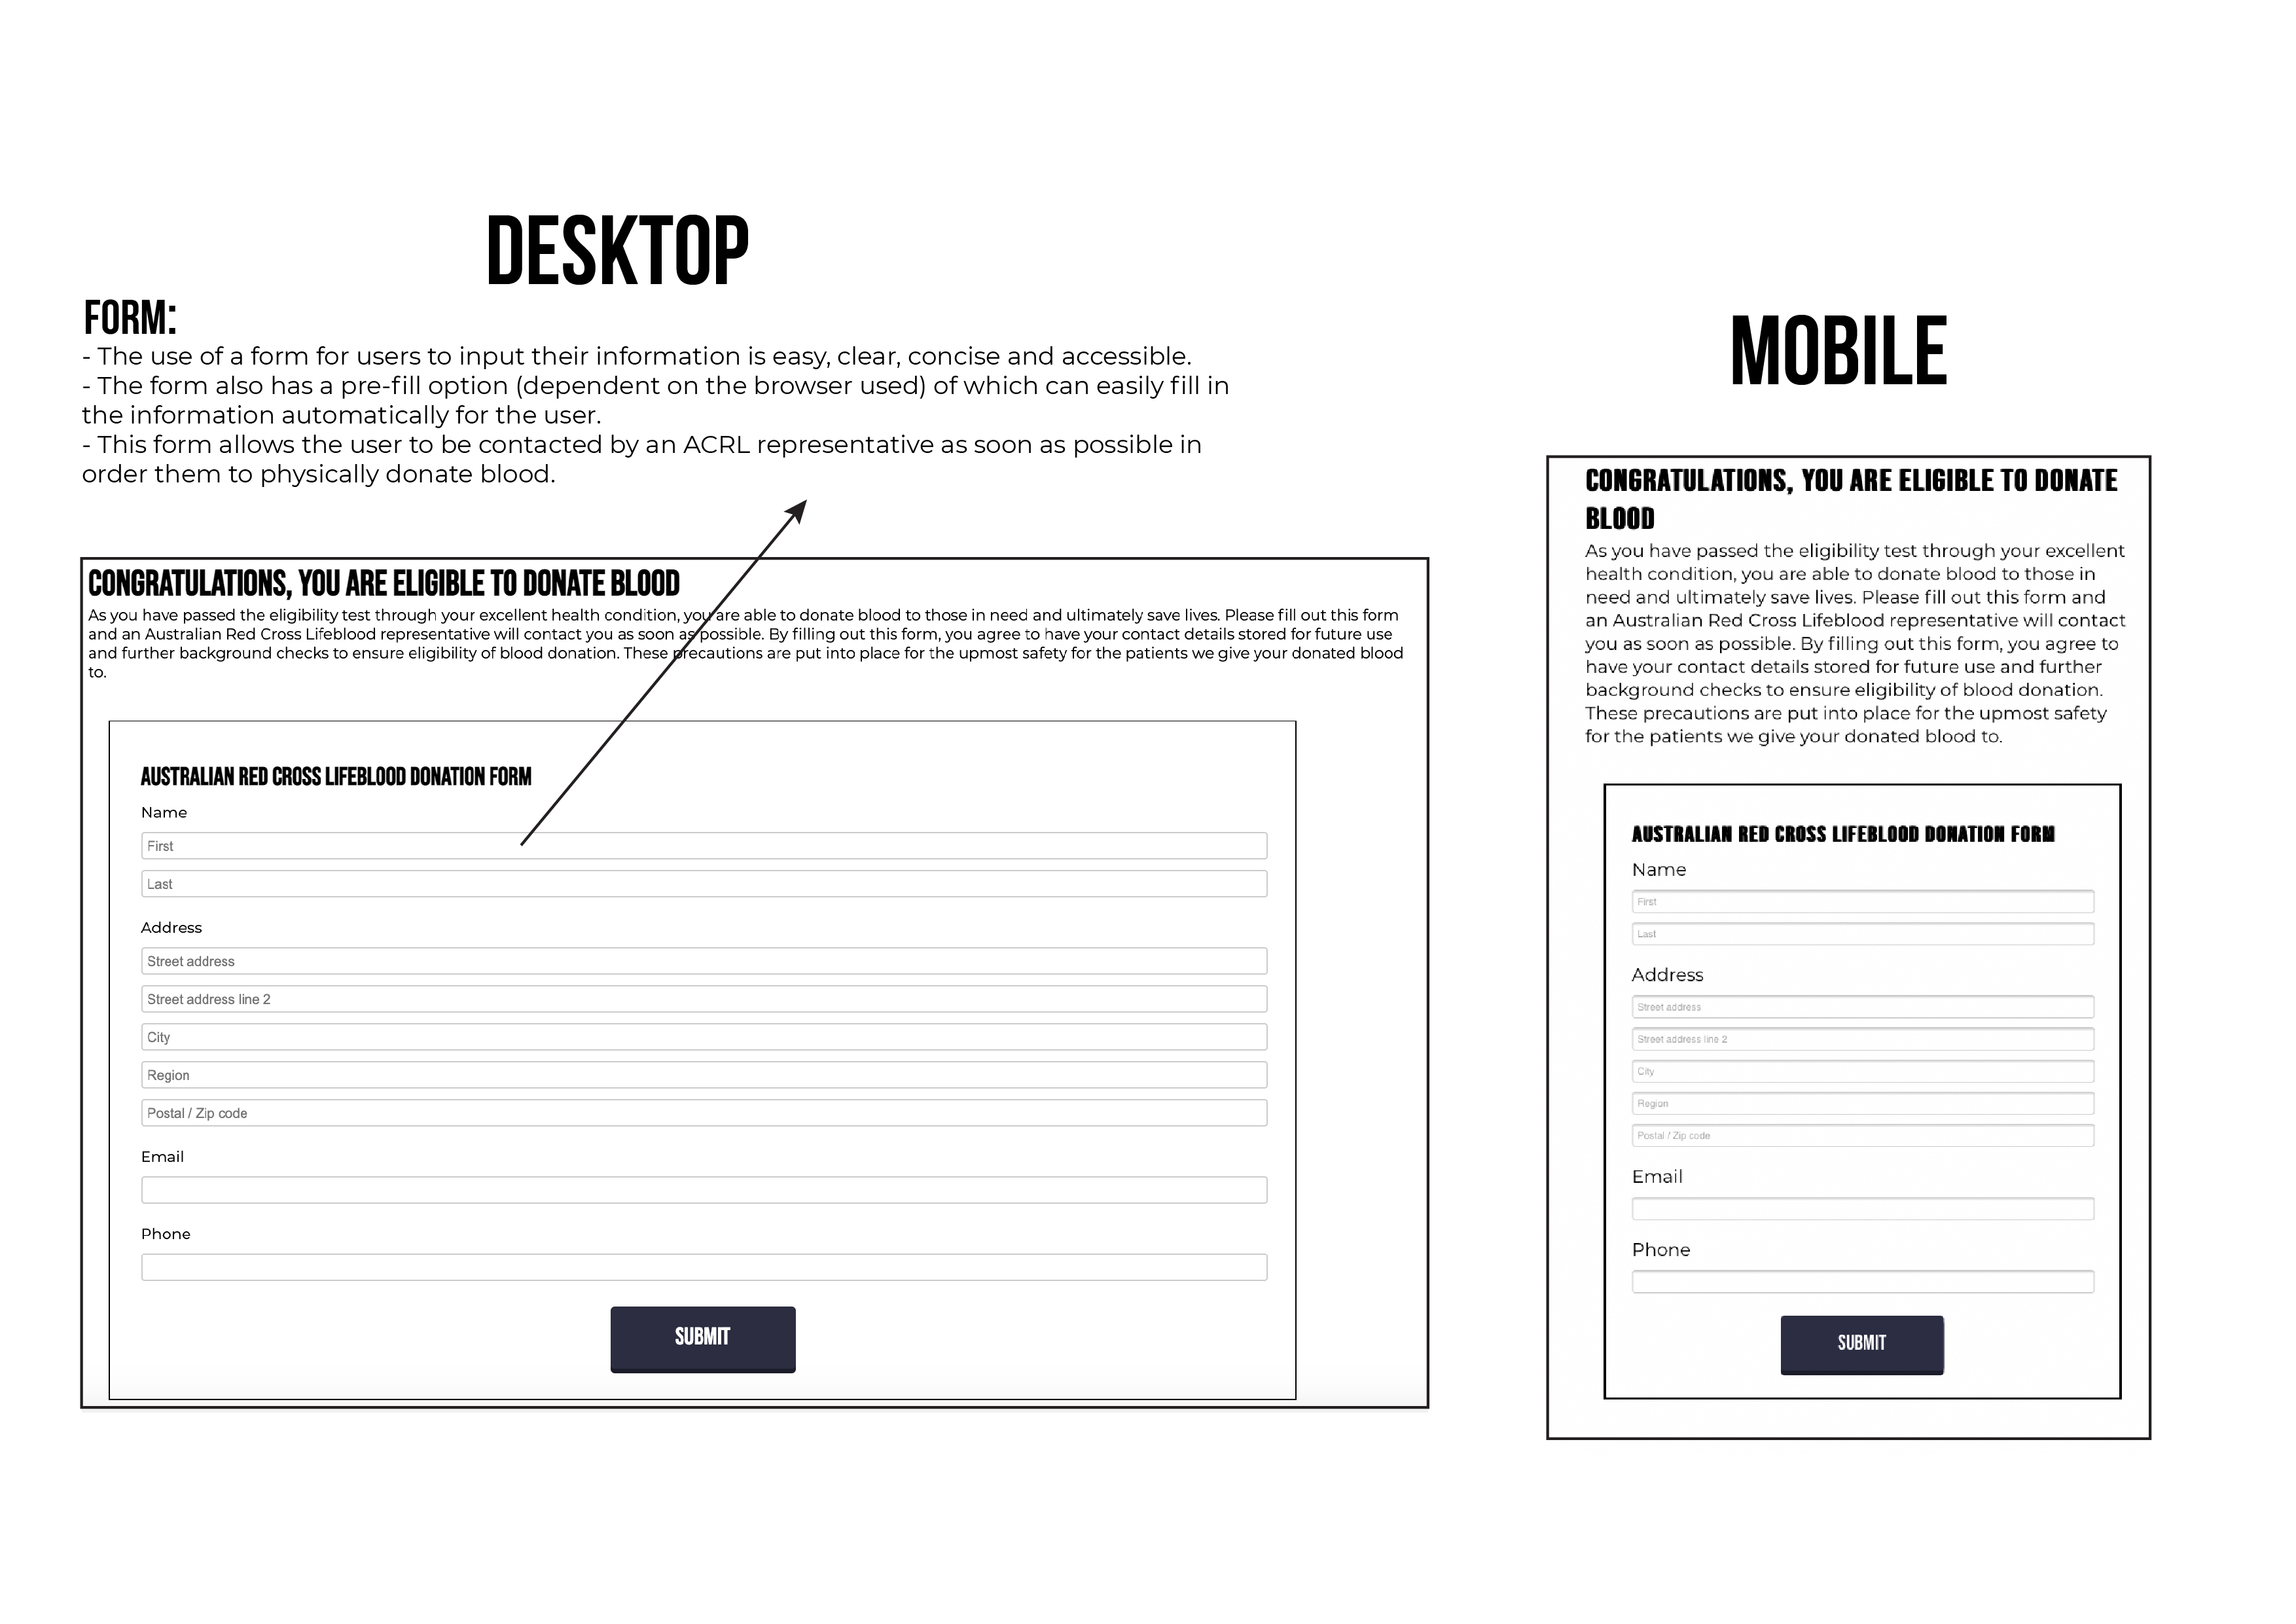 DESKTOP
FORM:
- The use of a form for users to input their information is easy, clear, concise and accessible.
- The form also has a pre-fill option (dependent on the browser used) of which can easily fill in
the information automatically for the user.
- This form allows the user to be contacted by an ACRL representative as soon as possible in
order them to physically donate blood.
CONGRATULATIONS, YOU ARE ELIGIBLE TO DONATE BLOOD
As you have passed the eligibility test through your excellent health condition, you are able to donate blood to those in need and ultimately save lives. Please fill out this form
and an Australian Red Cross Lifeblood representative will contact you as soon as possible. By filling out this form, you agree to have your contact details stored for future use
and further background checks to ensure eligibility of blood donation. These precautions are put into place for the upmost safety for the patients we give your donated blood
to.
AUSTRALIAN RED CROSS LIFEBLOOD DONATION FORM
Name
First
Last
Address
Street address
Street address line 2
City
Region
Postal / Zip code
Email
Phone
SUBMIT
MOBILE
CONGRATULATIONS, YOU ARE ELIGIBLE TO DONATE
BLOOD
As you have passed the eligibility test through your excellent
health condition, you are able to donate blood to those in
need and ultimately save lives. Please fill out this form and
an Australian Red Cross Lifeblood representative will contact
you as soon as possible. By filling out this form, you agree to
have your contact details stored for future use and further
background checks to ensure eligibility of blood donation.
These precautions are put into place for the upmost safety
for the patients we give your donated blood to.
AUSTRALIAN RED CROSS LIFEBLOOD DONATION FORM
Name
First
Last
Address
Street address
Street address line 2
City
Region
Postal / Zip code
Email
Phone
SUBMIT